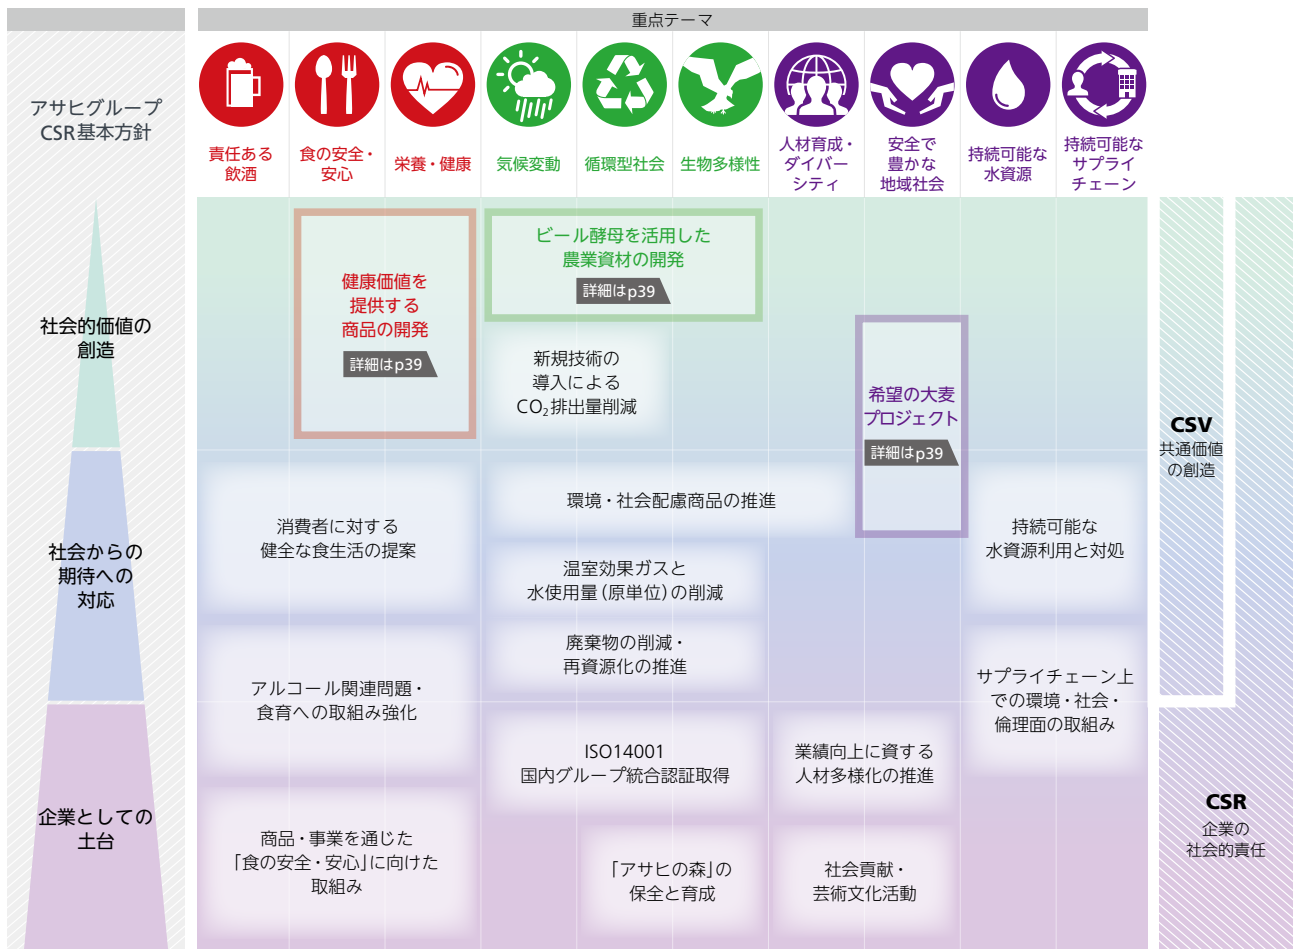 重点テーマ
アサヒグループ
CSR基本方針
責任ある
飲酒
食の安全・
安心
栄養・健康
気候変動
循環型社会
生物多様性
人材育成・
ダイバー
シティ
安全で
豊かな
地域社会
持続可能な
水資源
持続可能な
サプライ
チェーン
社会的価値の
創造
健康価値を
提供する
商品の開発
詳細はp39
ビール酵母を活用した
農業資材の開発
詳細はp39
新規技術の
導入による
CO₂排出量削減
希望の大麦
プロジェクト
詳細はp39
CSV
共通価値
の創造
社会からの
期待への
対応
消費者に対する
健全な食生活の提案
環境・社会配慮商品の推進
持続可能な
水資源利用と対処
温室効果ガスと
水使用量(原単位)の削減
廃棄物の削減・
再資源化の推進
アルコール関連問題・
食育への取組み強化
サプライチェーン上
での環境・社会・
倫理面の取組み
企業としての
土台
ISO14001
国内グループ統合認証取得
業績向上に資する
人材多様化の推進
商品・事業を通じた
「食の安全・安心」に向けた
取組み
「アサヒの森」の
保全と育成
社会貢献・
芸術文化活動
CSR
企業の
社会的責任